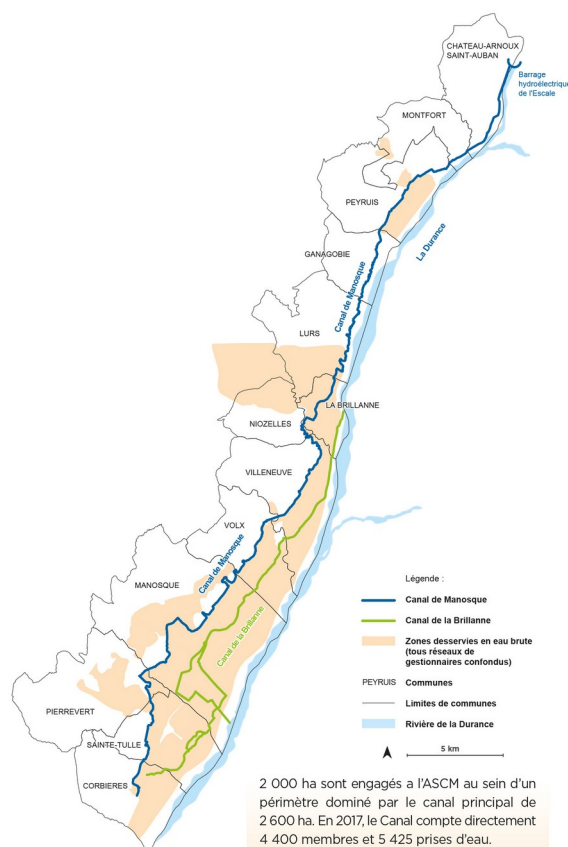 CHATEAU-ARNOUX
SAINT-AUBAN
Barrage
hydroélectrique
de l'Escale
MONTFORT
PEYRUIS
La Durance
GANAGOBIE
Canal de Manosque
LURS
LA BRILLANNE
NIOZELLES
VILLENEUVE
VOLX
Canal de Manosque
MANOSQUE
Canal de la Brillanne
PIERREVERT
SAINTE-TULLE
CORBIERES
Légende :
Canal de Manosque
Canal de la Brillanne
Zones desservies en eau brute
(tous réseaux de
gestionnaires confondus)
PEYRUIS Communes
Limites de communes
Rivière de la Durance
5 km
2 000 ha sont engagés a l'ASCM au sein d'un
périmètre dominé par le canal principal de
2 600 ha. En 2017, le Canal compte directement
4 400 membres et 5 425 prises d'eau.